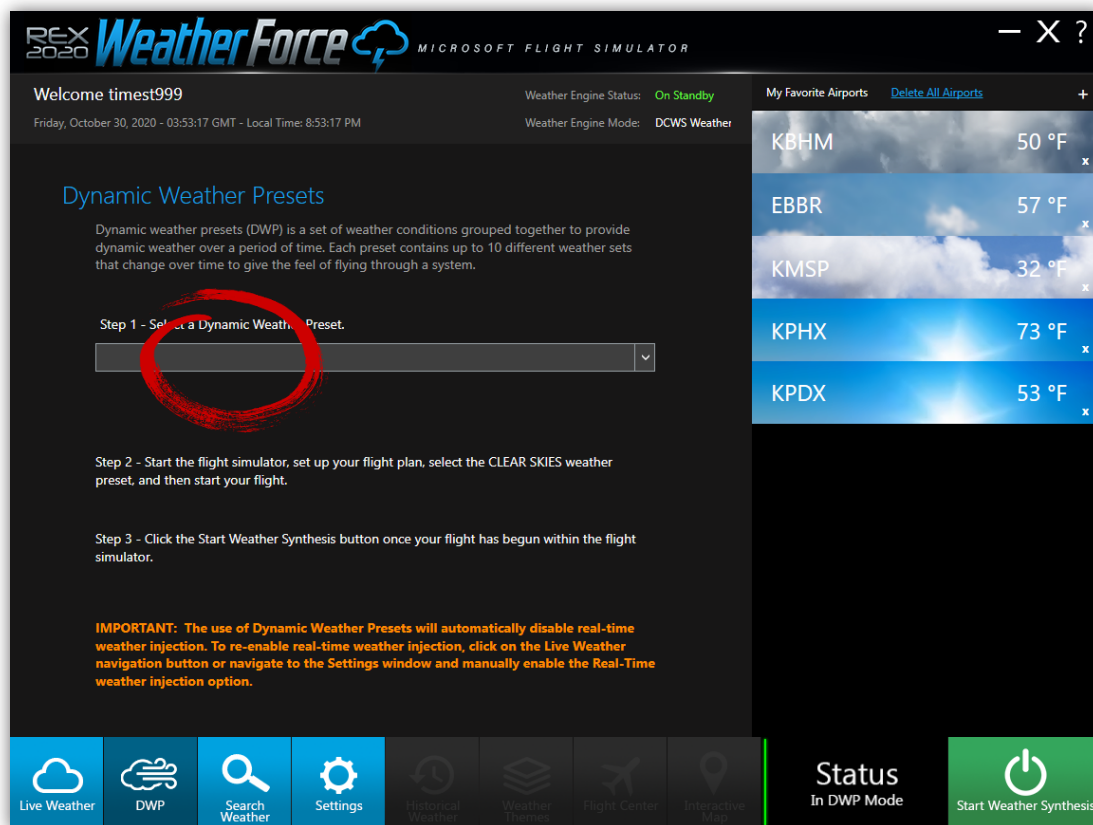 REX 2020 WeatherForce MICROSOFT FLIGHT SIMULATOR
— X ?
Welcome timest999
Friday, October 30, 2020 - 03:53:17 GMT - Local Time: 8:53:17 PM
Weather Engine Status: On Standby
Weather Engine Mode: DCWS Weather
Dynamic Weather Presets
Dynamic weather presets (DWP) is a set of weather conditions grouped together to provide
dynamic weather over a period of time. Each preset contains up to 10 different weather sets
that change over time to give the feel of flying through a system.
Step 1 - Select a Dynamic Weather Preset.
Step 2 - Start the flight simulator, set up your flight plan, select the CLEAR SKIES weather
preset, and then start your flight.
Step 3 - Click the Start Weather Synthesis button once your flight has begun within the flight
simulator.
IMPORTANT: The use of Dynamic Weather Presets will automatically disable real-time
weather injection. To re-enable real-time weather injection, click on the Live Weather
navigation button or navigate to the Settings window and manually enable the Real-Time
weather injection option.
My Favorite Airports Delete All Airports +
KBHM 50 °F x
EBBR 57 °F x
KMSP 32 °F x
KPHX 73 °F x
KPDX 53 °F x
Live Weather
DWP
Search
Weather
Settings
Historical
Weather
Weather
Themes
Flight Center
Interactive
Map
Status
In DWP Mode
Start Weather Synthesis